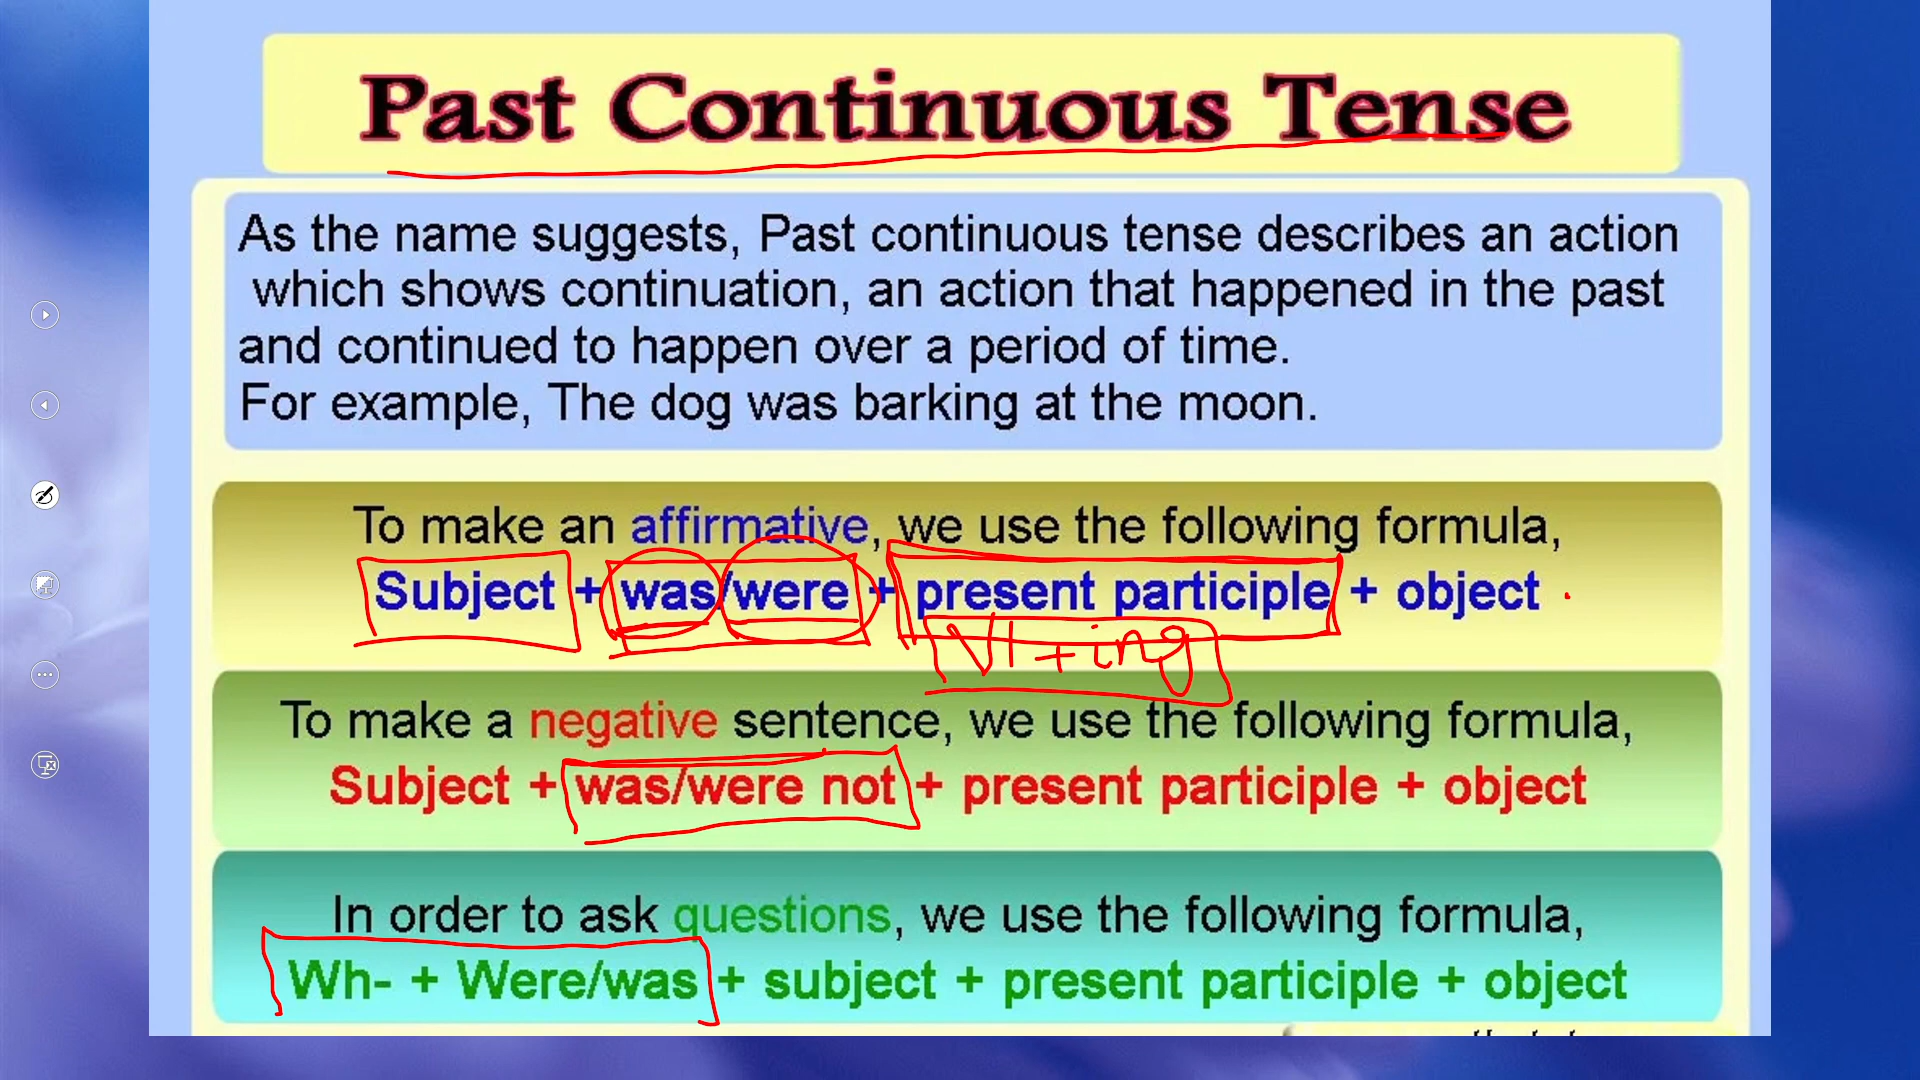 Past Continuous Tense
As the name suggests, Past continuous tense describes an action
which shows continuation, an action that happened in the past
and continued to happen over a period of time.
For example, The dog was barking at the moon.
To make an affirmative, we use the following formula,
Subject + was/were + present participle + object
V1 + ing
To make a negative sentence, we use the following formula,
Subject + was/were not + present participle + object
In order to ask questions, we use the following formula,
Wh- + Were/was + subject + present participle + object